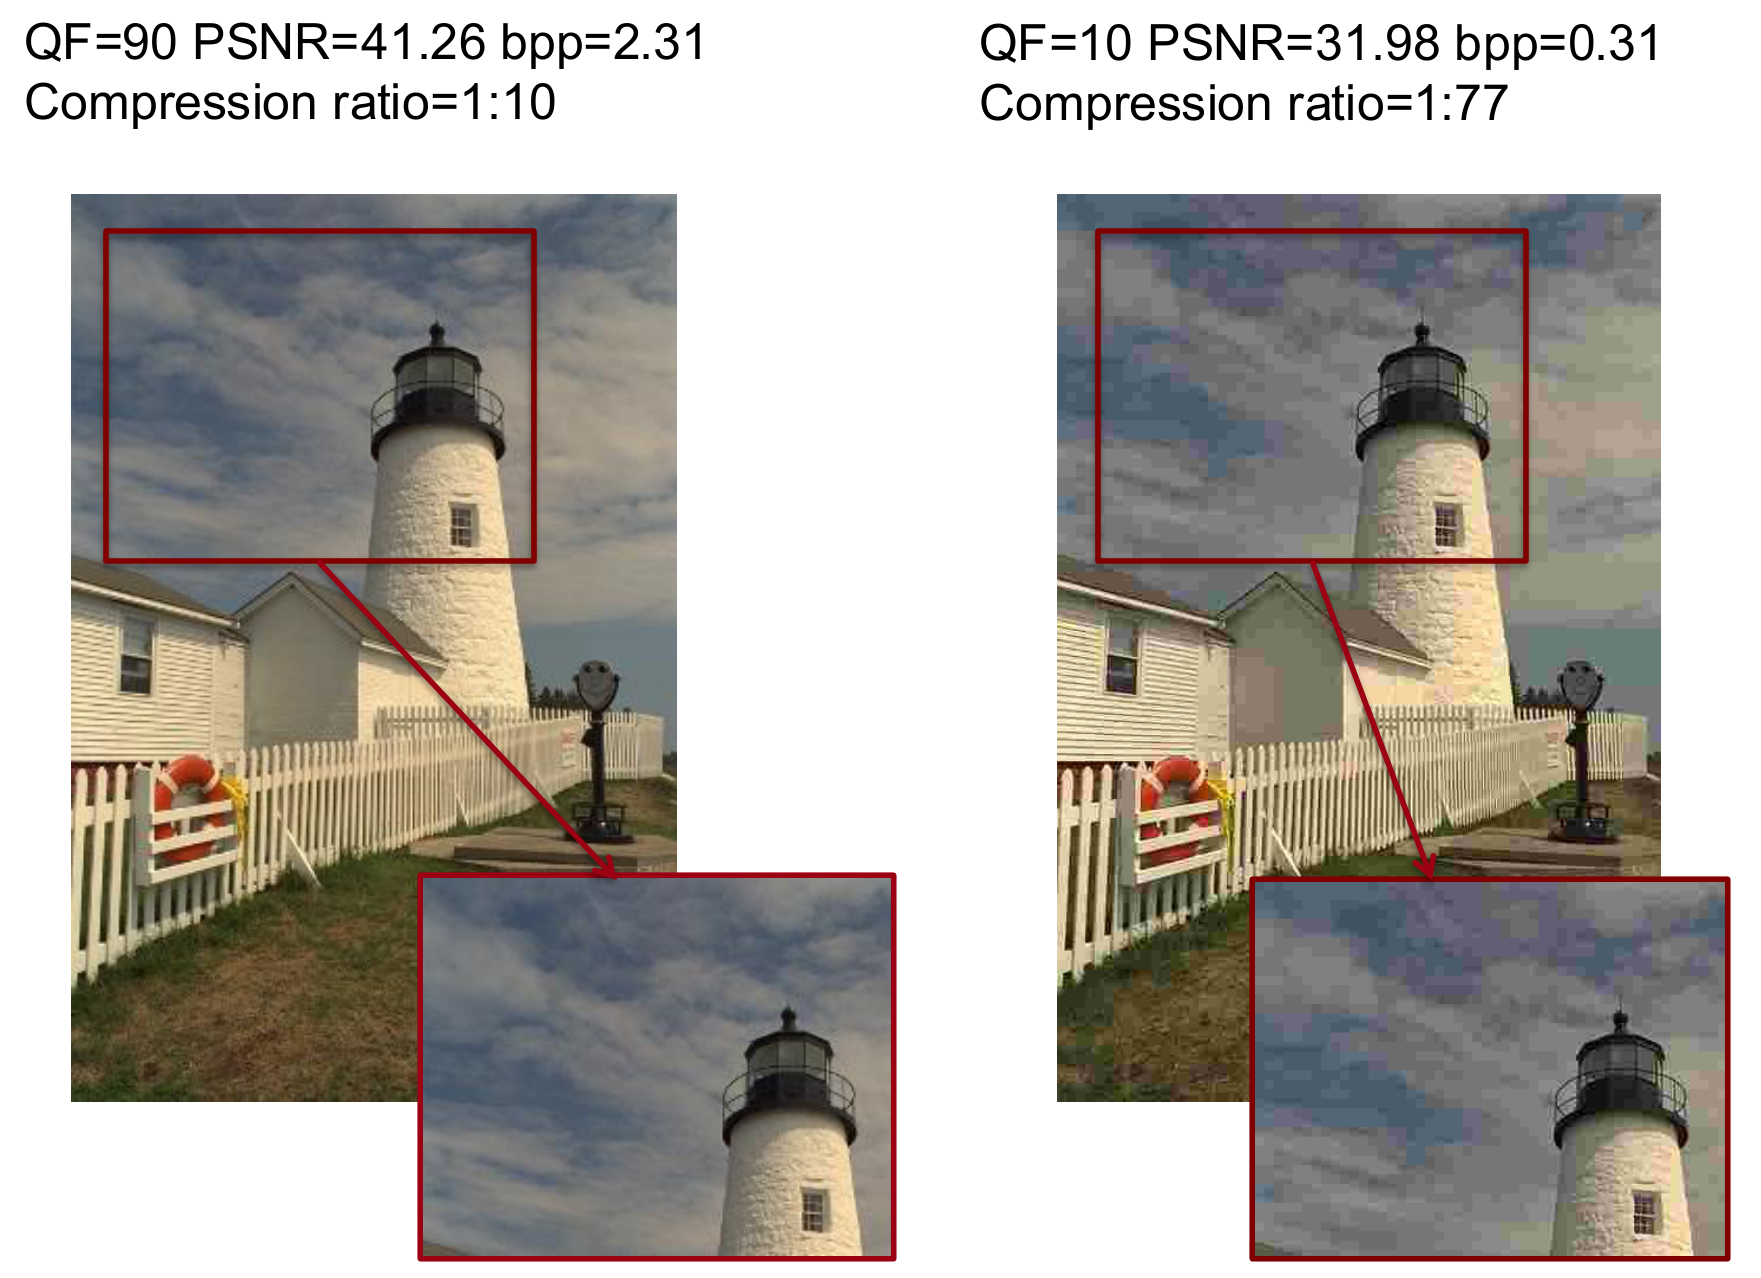 QF=90 PSNR=41.26 bpp=2.31
Compression ratio=1:10
QF=10 PSNR=31.98 bpp=0.31
Compression ratio=1:77